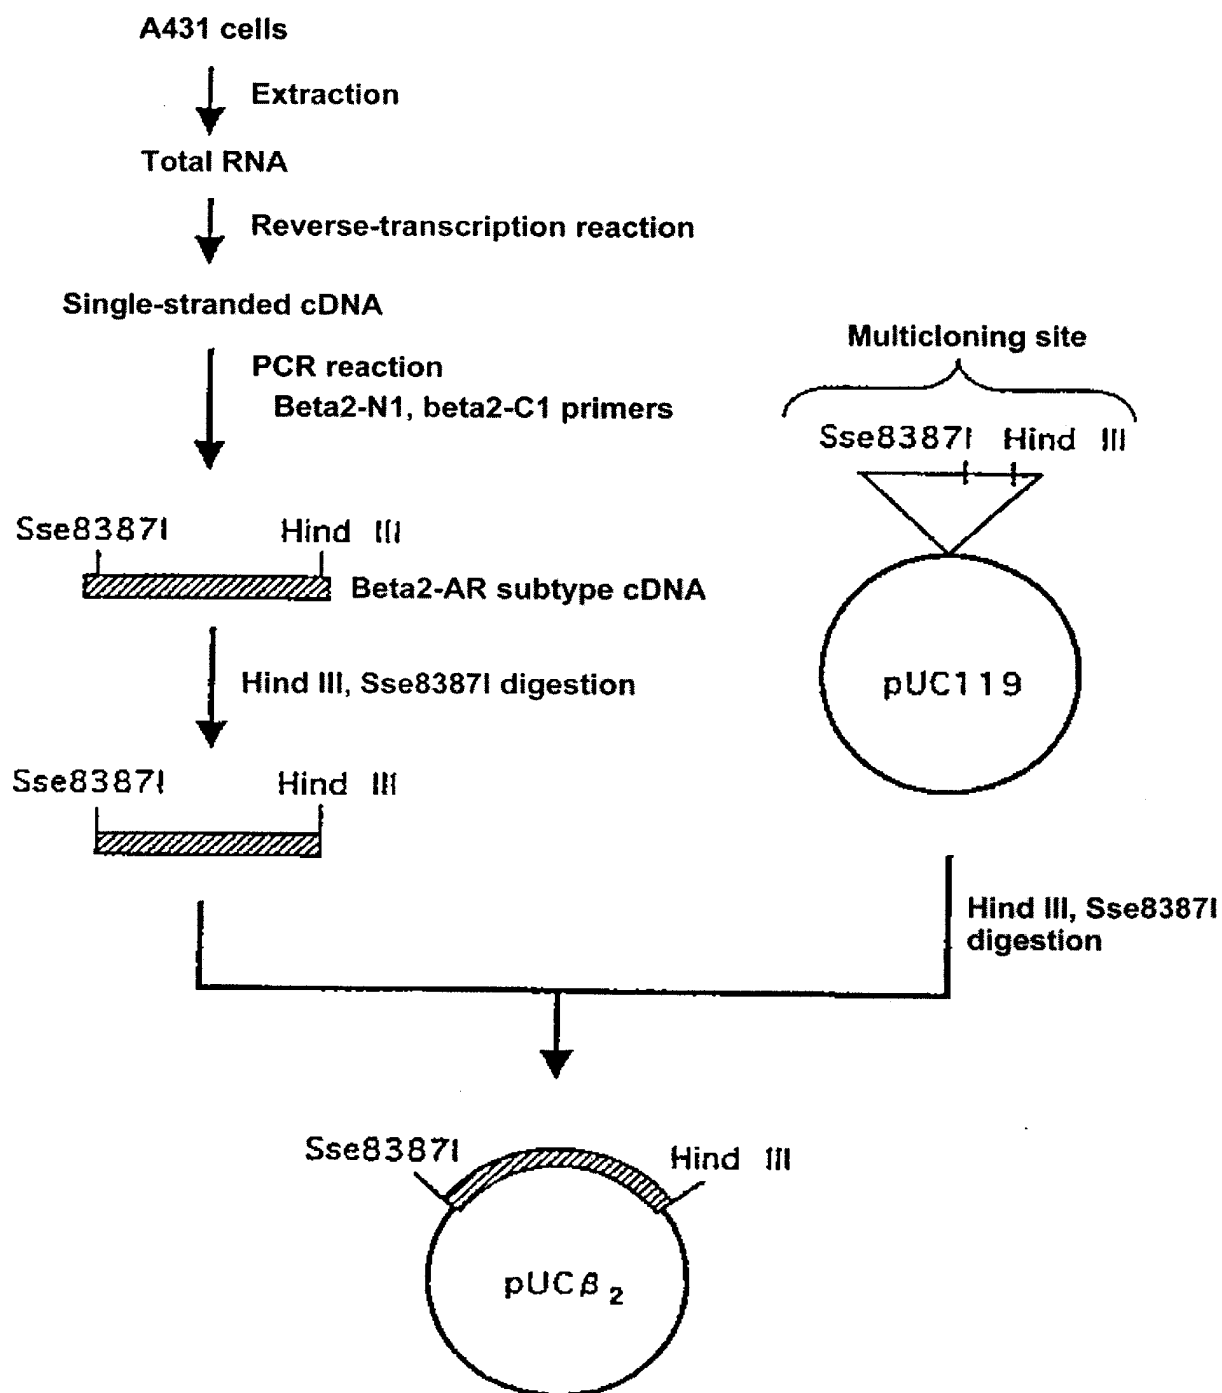 A431 cells
Extraction
Total RNA
Reverse-transcription reaction
Single-stranded cDNA
PCR reaction
Beta2-N1, beta2-C1 primers
Sse8387I
Hind III
Beta2-AR subtype cDNA
Hind III, Sse8387I digestion
Sse8387I
Hind III
Multicloning site
Sse8387I
Hind III
pUC119
Hind III, Sse8387I
digestion
Sse8387I
Hind III
pUCβ₂